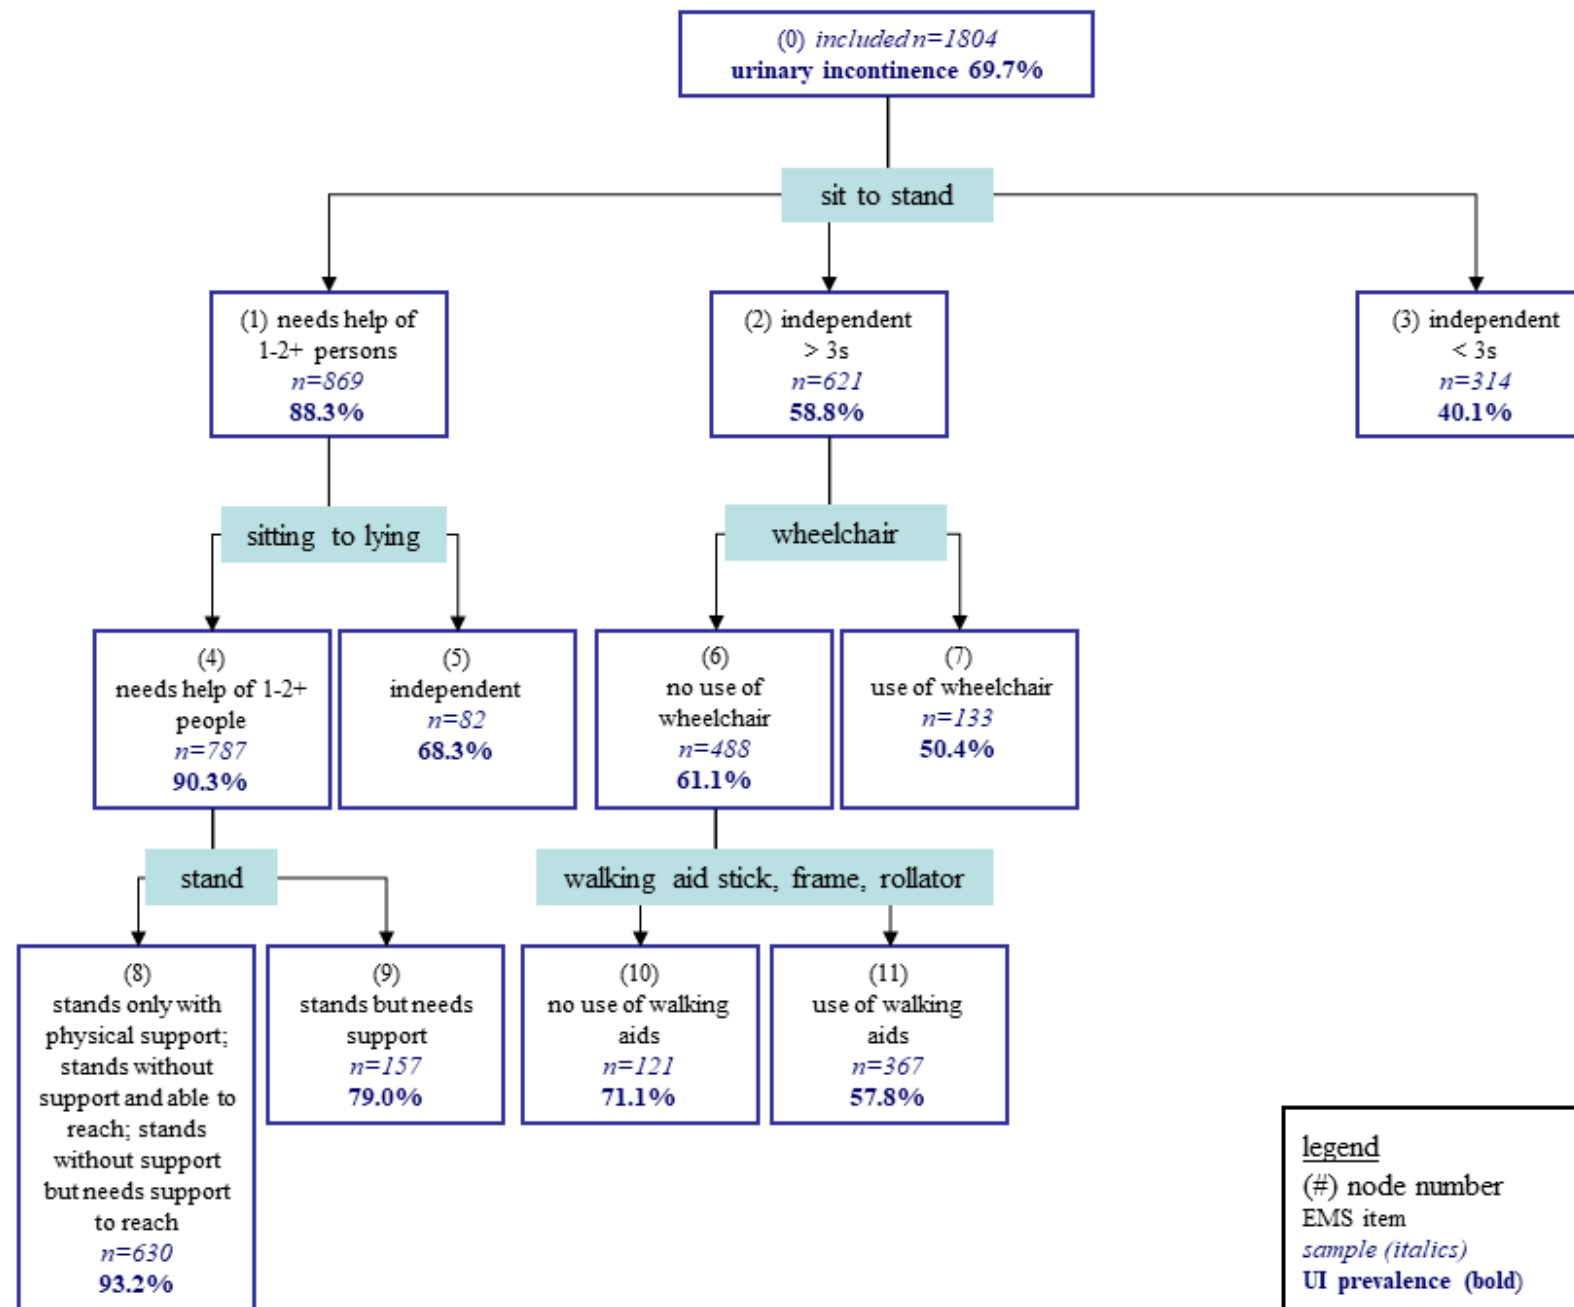 (0) included n=1804
urinary incontinence 69.7%
sit to stand
(1) needs help of
1-2+ persons
n=869
88.3%
(2) independent
> 3s
n=621
58.8%
(3) independent
< 3s
n=314
40.1%
sitting to lying
wheelchair
(4)
needs help of 1-2+
people
n=787
90.3%
(5)
independent
n=82
68.3%
(6)
no use of
wheelchair
n=488
61.1%
(7)
use of wheelchair
n=133
50.4%
stand
walking aid stick, frame, rollator
(8)
stands only with
physical support;
stands without
support and able to
reach; stands
without support
but needs support
to reach
n=630
93.2%
(9)
stands but needs
support
n=157
79.0%
(10)
no use of walking
aids
n=121
71.1%
(11)
use of walking
aids
n=367
57.8%
legend
(#) node number
EMS item
sample (italics)
UI prevalence (bold)